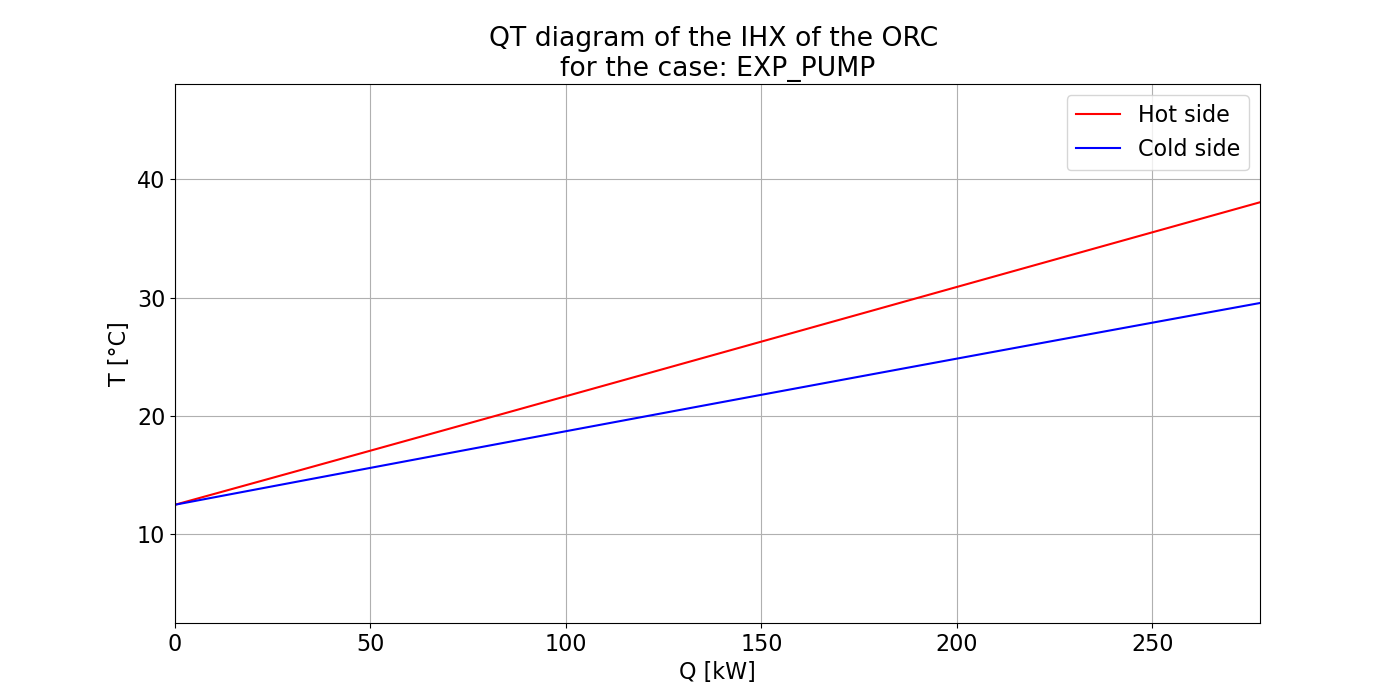 QT diagram of the IHX of the ORC
for the case: EXP_PUMP
Hot side
Cold side
40
30
20
10
T [°C]
0
50
100
150
200
250
Q [kW]